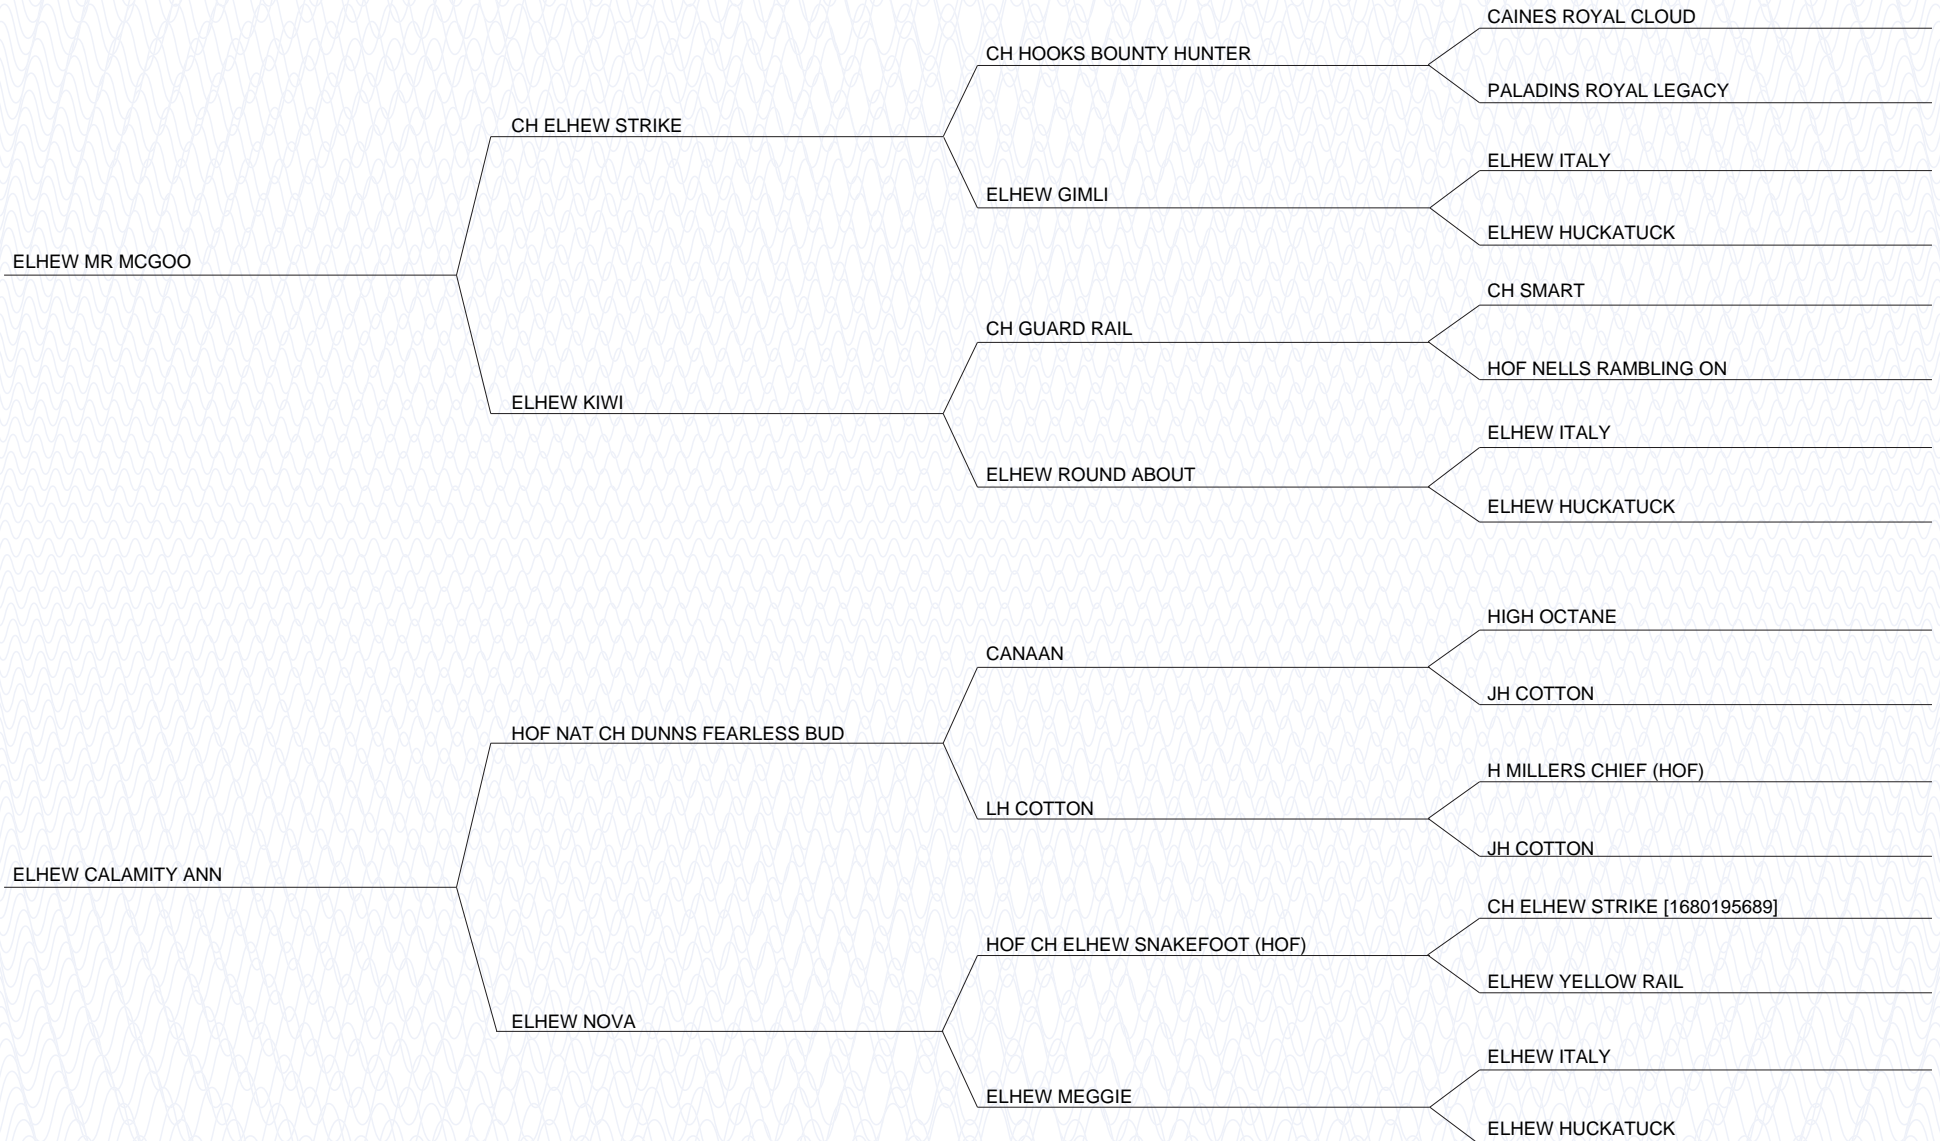 CAINES ROYAL CLOUD
CH HOOKS BOUNTY HUNTER
PALADINS ROYAL LEGACY
CH ELHEW STRIKE
ELHEW ITALY
ELHEW GIMLI
ELHEW HUCKATUCK
ELHEW MR MCGOO
CH SMART
CH GUARD RAIL
HOF NELLS RAMBLING ON
ELHEW KIWI
ELHEW ITALY
ELHEW ROUND ABOUT
ELHEW HUCKATUCK
HIGH OCTANE
CANAAN
JH COTTON
HOF NAT CH DUNNS FEARLESS BUD
H MILLERS CHIEF (HOF)
LH COTTON
JH COTTON
ELHEW CALAMITY ANN
CH ELHEW STRIKE [1680195689]
HOF CH ELHEW SNAKEFOOT (HOF)
ELHEW YELLOW RAIL
ELHEW NOVA
ELHEW ITALY
ELHEW MEGGIE
ELHEW HUCKATUCK